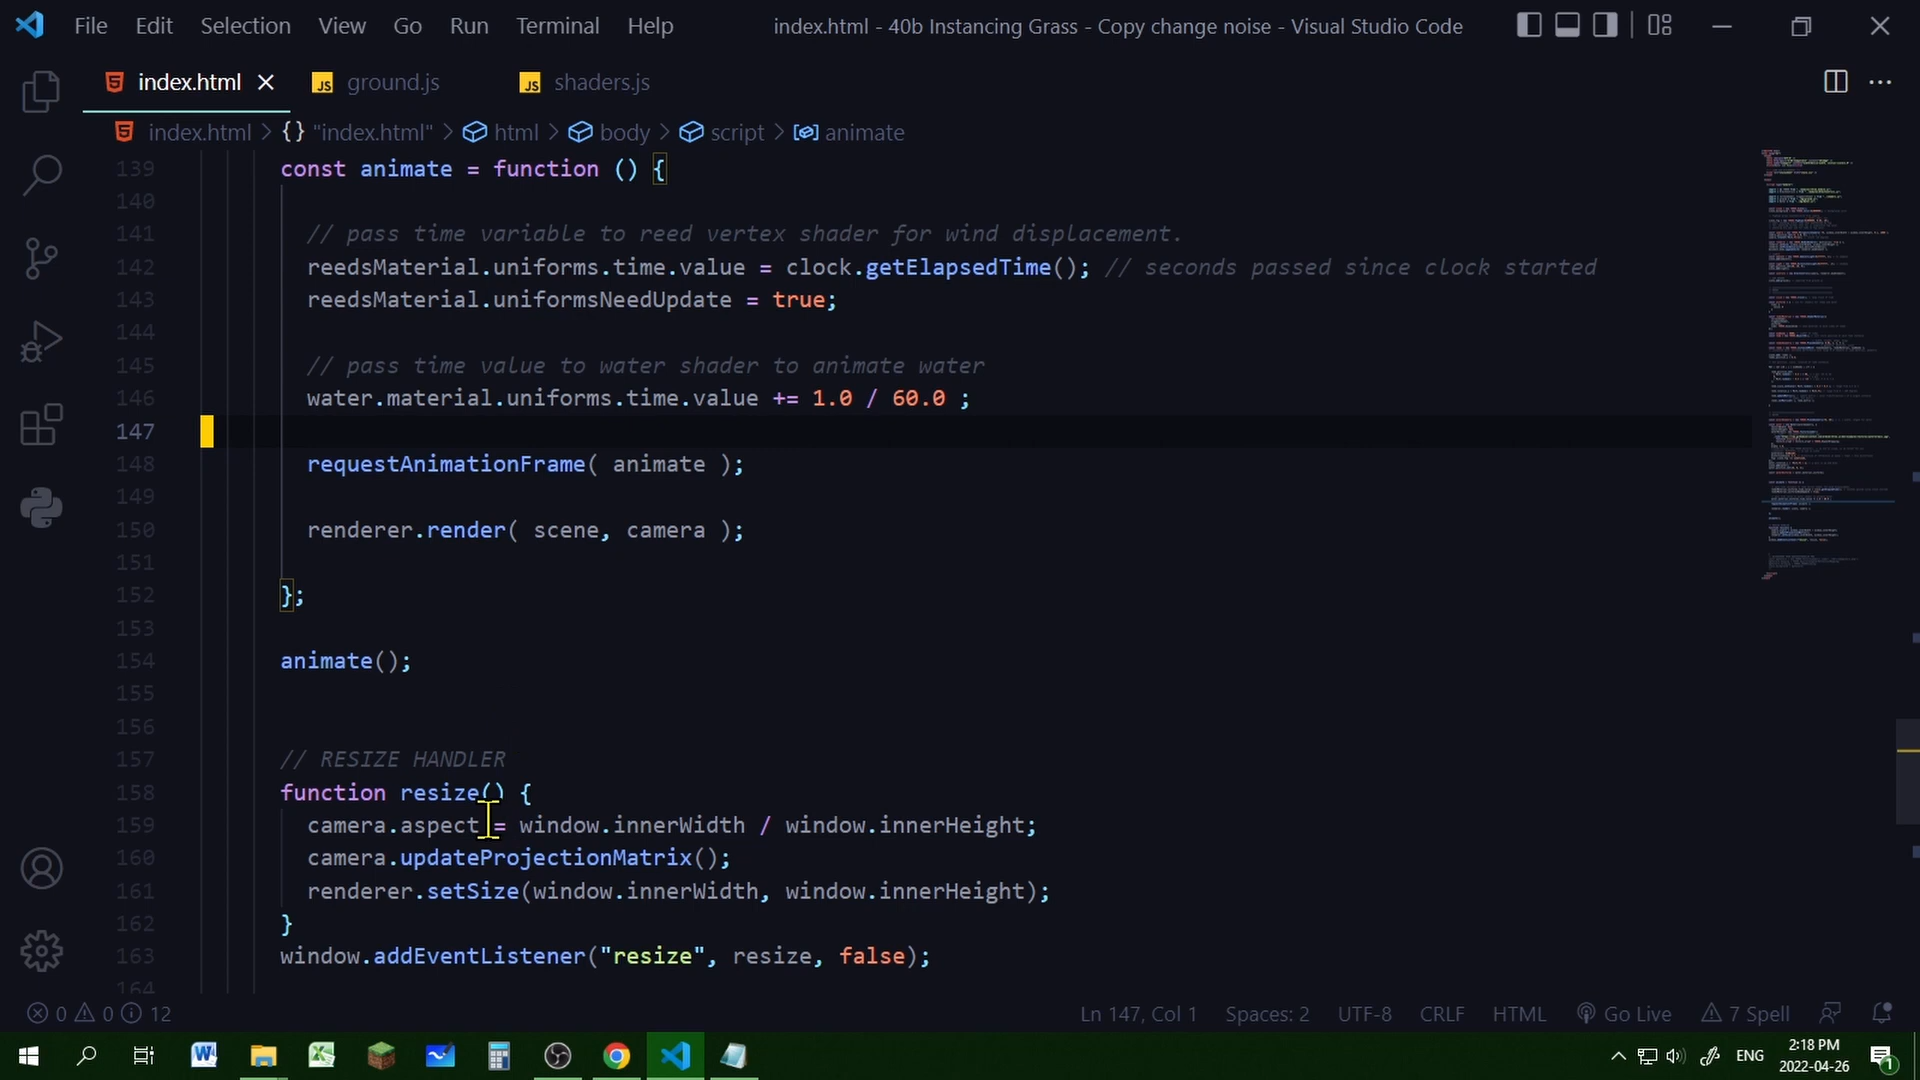 File Edit Selection View Go Run Terminal Help index.html - 40b Instancing Grass - Copy change noise - Visual Studio Code
index.html JS ground.js JS shaders.js
index.html > {} "index.html" > html > body > script > animate
139 const animate = function () {
140
141 // pass time variable to reed vertex shader for wind displacement.
142 reedsMaterial.uniforms.time.value = clock.getElapsedTime(); // seconds passed since clock started
143 reedsMaterial.uniformsNeedUpdate = true;
144
145 // pass time value to water shader to animate water
146 water.material.uniforms.time.value += 1.0 / 60.0 ;
147
148 requestAnimationFrame( animate );
149
150 renderer.render( scene, camera );
151
152 };
153
154 animate();
155
156
157 // RESIZE HANDLER
158 function resize() {
159 camera.aspect = window.innerWidth / window.innerHeight;
160 camera.updateProjectionMatrix();
161 renderer.setSize(window.innerWidth, window.innerHeight);
162 }
163 window.addEventListener("resize", resize, false);
164
0 0 12 Ln 147, Col 1 Spaces: 2 UTF-8 CRLF HTML Go Live 7 Spell
ENG 2:18 PM
2022-04-26 1